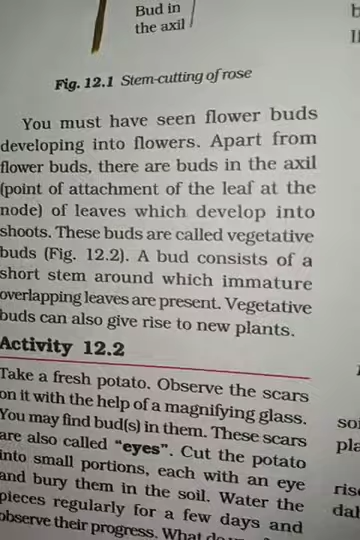 Bud in
the axil
Fig. 12.1 Stem-cutting of rose
You must have seen flower buds
developing into flowers. Apart from
flower buds, there are buds in the axil
(point of attachment of the leaf at the
node) of leaves which develop into
shoots. These buds are called vegetative
buds (Fig. 12.2). A bud consists of a
short stem around which immature
overlapping leaves are present. Vegetative
buds can also give rise to new plants.
Activity 12.2
Take a fresh potato. Observe the scars
on it with the help of a magnifying glass.
You may find bud(s) in them. These scars
are also called “eyes”. Cut the potato
into small portions, each with an eye
and bury them in the soil. Water the
pieces regularly for a few days and
observe their progress. What do